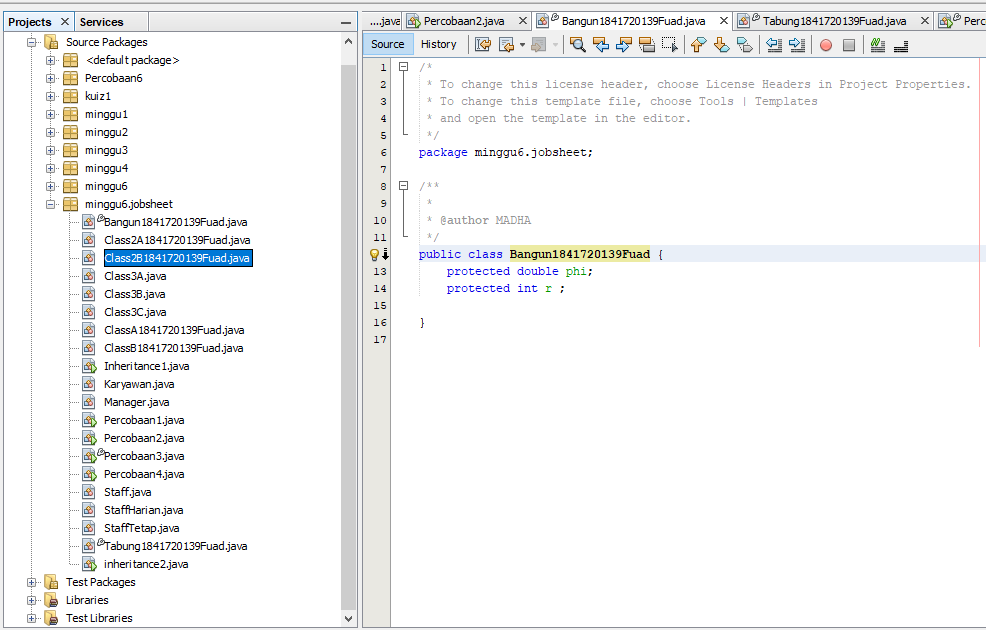 Projects
Services
Source Packages
<default package>
Percobaan6
kuiz1
minggu1
minggu2
minggu3
minggu4
minggu6
minggu6.jobsheet
Bangun1841720139Fuad.java
Class2A1841720139Fuad.java
Class2B1841720139Fuad.java
Class3A.java
Class3B.java
Class3C.java
ClassA1841720139Fuad.java
ClassB1841720139Fuad.java
Inheritance1.java
Karyawan.java
Manager.java
Percobaan1.java
Percobaan2.java
Percobaan3.java
Percobaan4.java
Staff.java
StaffHarian.java
StaffTetap.java
Tabung1841720139Fuad.java
inheritance2.java
Test Packages
Libraries
Test Libraries
....java Percobaan2.java Bangun1841720139Fuad.java Tabung1841720139Fuad.java Perc
Source History
1 /*
2 * To change this license header, choose License Headers in Project Properties.
3 * To change this template file, choose Tools | Templates
4 * and open the template in the editor.
5 */
6 package minggu6.jobsheet;
7
8 /**
9 *
10 * @author MADHA
11 */
public class Bangun1841720139Fuad {
13 protected double phi;
14 protected int r ;
15
16 }
17